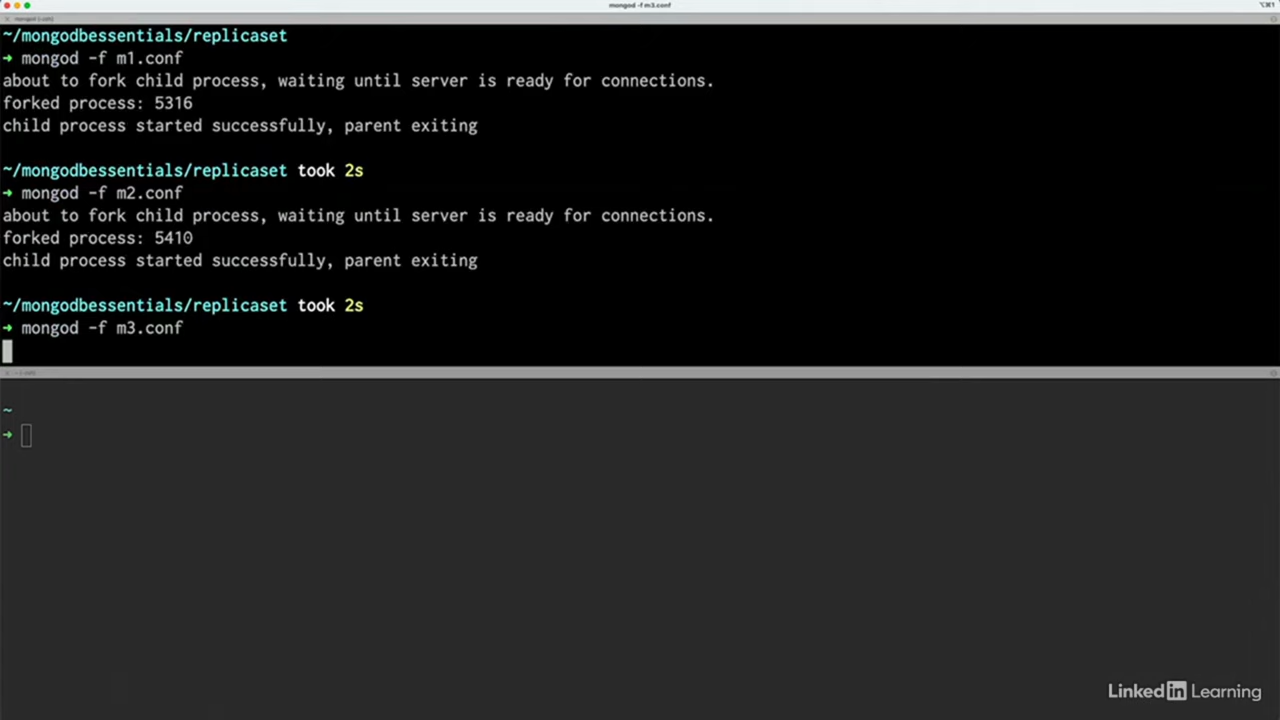 mongod -f m3.conf
⌥⌘1
~/mongodbessentials/replicaset
➜ mongod -f m1.conf
about to fork child process, waiting until server is ready for connections.
forked process: 5316
child process started successfully, parent exiting
~/mongodbessentials/replicaset took 2s
➜ mongod -f m2.conf
about to fork child process, waiting until server is ready for connections.
forked process: 5410
child process started successfully, parent exiting
~/mongodbessentials/replicaset took 2s
➜ mongod -f m3.conf
~
➜
Linked in Learning